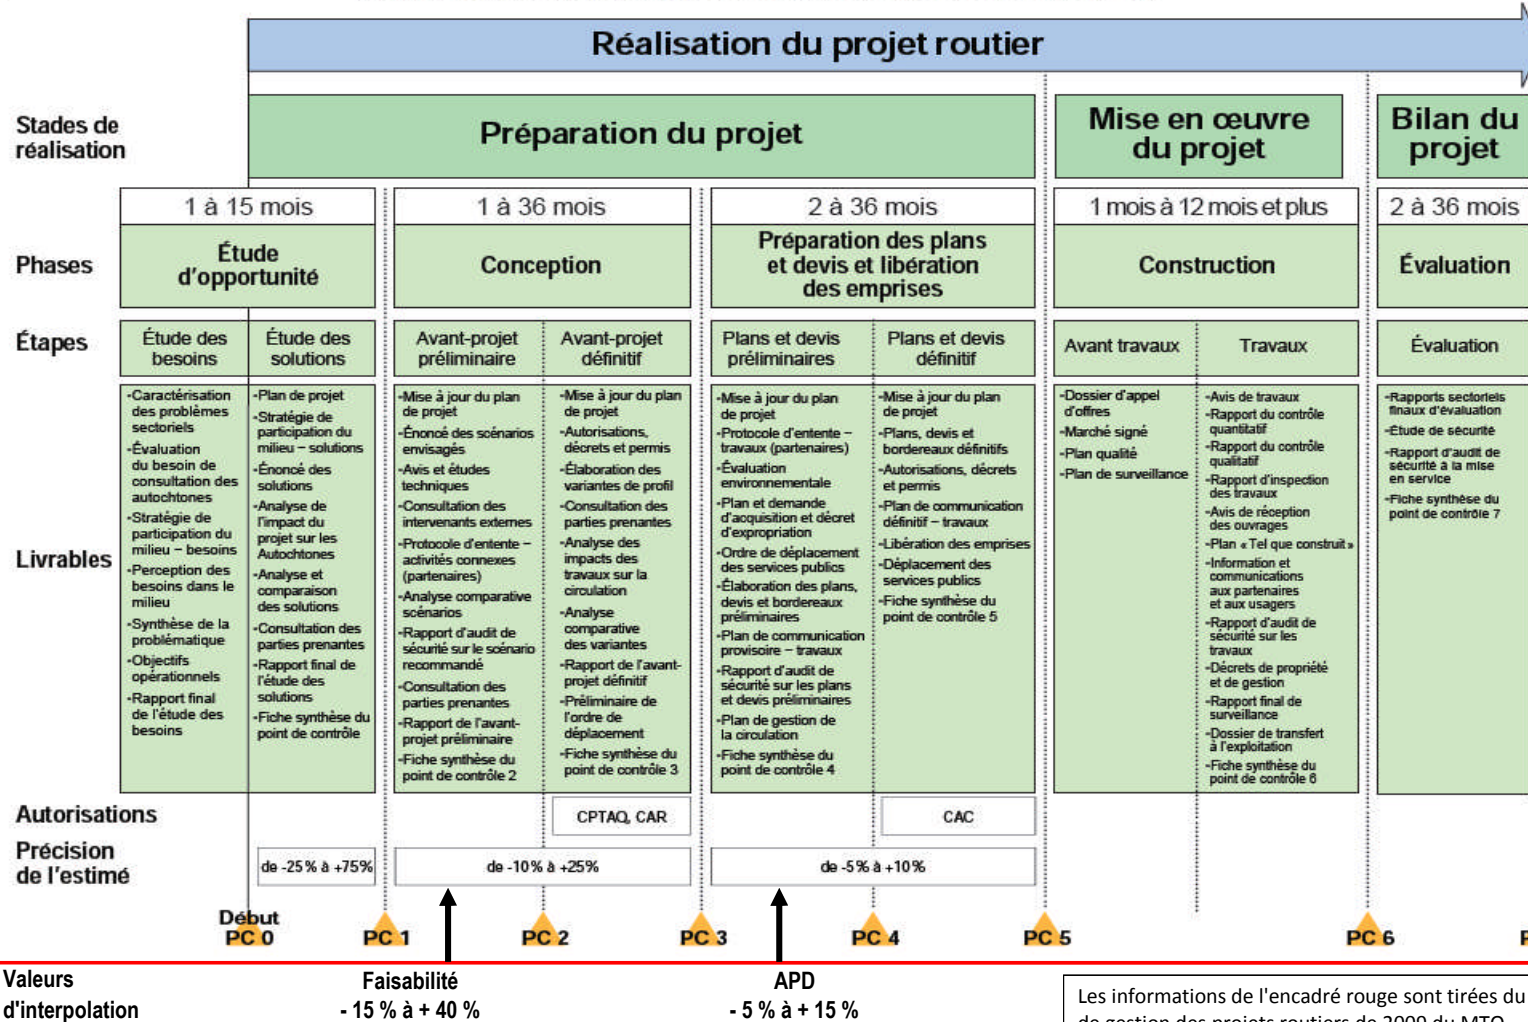 Réalisation du projet routier
Stades de
réalisation
Préparation du projet
Mise en œuvre
du projet
Bilan du
projet
1 à 15 mois
1 à 36 mois
2 à 36 mois
1 mois à 12 mois et plus
2 à 36 mois
Phases
Étude
d'opportunité
Conception
Préparation des plans
et devis et libération
des emprises
Construction
Évaluation
Étapes
Étude des
besoins
Étude des
solutions
Avant-projet
préliminaire
Avant-projet
définitif
Plans et devis
préliminaires
Plans et devis
définitif
Avant travaux
Travaux
Évaluation
Livrables
-Caractérisation
des problèmes
sectoriels
-Évaluation
du besoin de
consultation des
autochtones
-Stratégie de
participation du
milieu – besoins
-Perception des
besoins dans le
milieu
-Synthèse de la
problématique
-Objectifs
opérationnels
-Rapport final
de l'étude des
besoins
-Plan de projet
-Stratégie de
participation du
milieu – solutions
-Énoncé des
solutions
-Analyse de
l'impact du
projet sur les
Autochtones
-Analyse et
comparaison
des solutions
-Consultation des
parties prenantes
-Rapport final de
l'étude des
solutions
-Fiche synthèse du
point de contrôle
-Mise à jour du plan
de projet
-Énoncé des scénarios
envisagés
-Avis et études
techniques
-Consultation des
intervenants externes
-Protocole d'entente –
activités connexes
(partenaires)
-Analyse comparative
scénarios
-Rapport d'audit de
sécurité sur le scénario
recommandé
-Consultation des
parties prenantes
-Rapport de l'avant-
projet préliminaire
-Fiche synthèse du
point de contrôle 2
-Mise à jour du plan
de projet
-Autorisations,
décrets et permis
-Élaboration des
variantes de profil
-Consultation des
parties prenantes
-Analyse des
impacts des
travaux sur la
circulation
-Analyse
comparative
des variantes
-Rapport de l'avant-
projet définitif
-Préliminaire de
l'ordre de
déplacement
-Fiche synthèse du
point de contrôle 3
-Mise à jour du plan
de projet
-Protocole d'entente –
travaux (partenaires)
-Évaluation
environnementale
-Plan et demande
d'acquisition et décret
d'expropriation
-Ordre de déplacement
des services publics
-Élaboration des plans,
devis et bordereaux
préliminaires
-Plan de communication
provisoire – travaux
-Rapport d'audit de
sécurité sur les plans
et devis préliminaires
-Plan de gestion de
la circulation
-Fiche synthèse du
point de contrôle 4
-Mise à jour du plan
de projet
-Plans, devis et
bordereaux définitifs
-Autorisations, décrets
et permis
-Plan de communication
définitif – travaux
-Libération des emprises
-Déplacement des
services publics
-Fiche synthèse du
point de contrôle 5
-Dossier d'appel
d'offres
-Marché signé
-Plan qualité
-Plan de surveillance
-Avis de travaux
-Rapport du contrôle
quantitatif
-Rapport du contrôle
qualitatif
-Rapport d'inspection
des travaux
-Avis de réception
des ouvrages
-Plan « Tel que construit »
-Information et
communications
aux partenaires
et aux usagers
-Rapport d'audit de
sécurité sur les
travaux
-Décrets de propriété
et de gestion
-Rapport final de
surveillance
-Dossier de transfert
à l'exploitation
-Fiche synthèse du
point de contrôle 6
-Rapports sectoriels
finaux d'évaluation
-Étude de sécurité
-Rapport d'audit de
sécurité à la mise
en service
-Fiche synthèse du
point de contrôle 7
Autorisations
CPTAQ, CAR
CAC
Précision
de l'estimé
de -25% à +75%
de -10% à +25%
de -5% à +10%
Début
PC 0
PC 1
PC 2
PC 3
PC 4
PC 5
PC 6
Valeurs
d'interpolation
Faisabilité
- 15 % à + 40 %
APD
- 5 % à + 15 %
Les informations de l'encadré rouge sont tirées du
de gestion des projets routiers de 2009 du MTQ